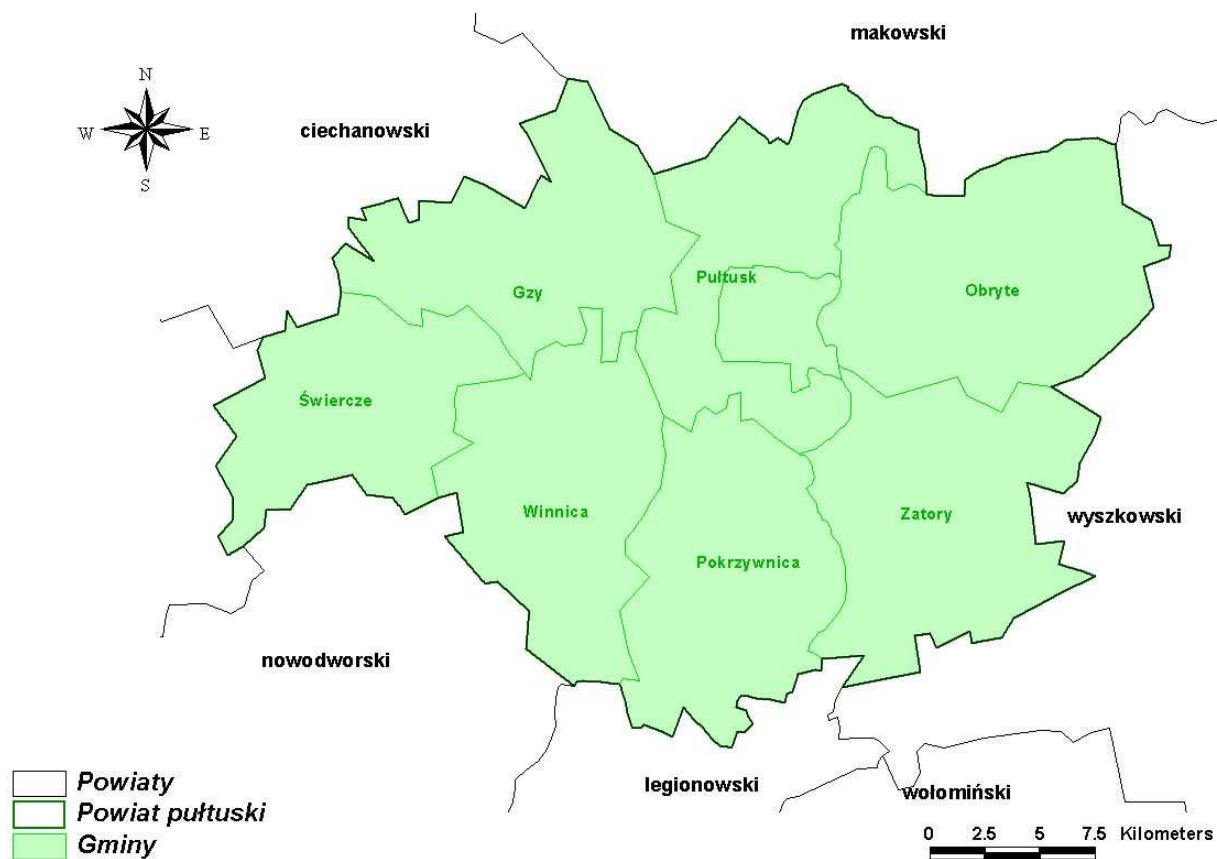 makowski
N
ciechanowski
W E
S
Pułtusk
Gzy
Obryte
Świercze
Winnica
Zatory
wyszkowski
Pokrzywnica
nowodworski
legionowski
wołomiński
Powiaty
Powiat pułtuski
Gminy
0 2.5 5 7.5 Kilometers